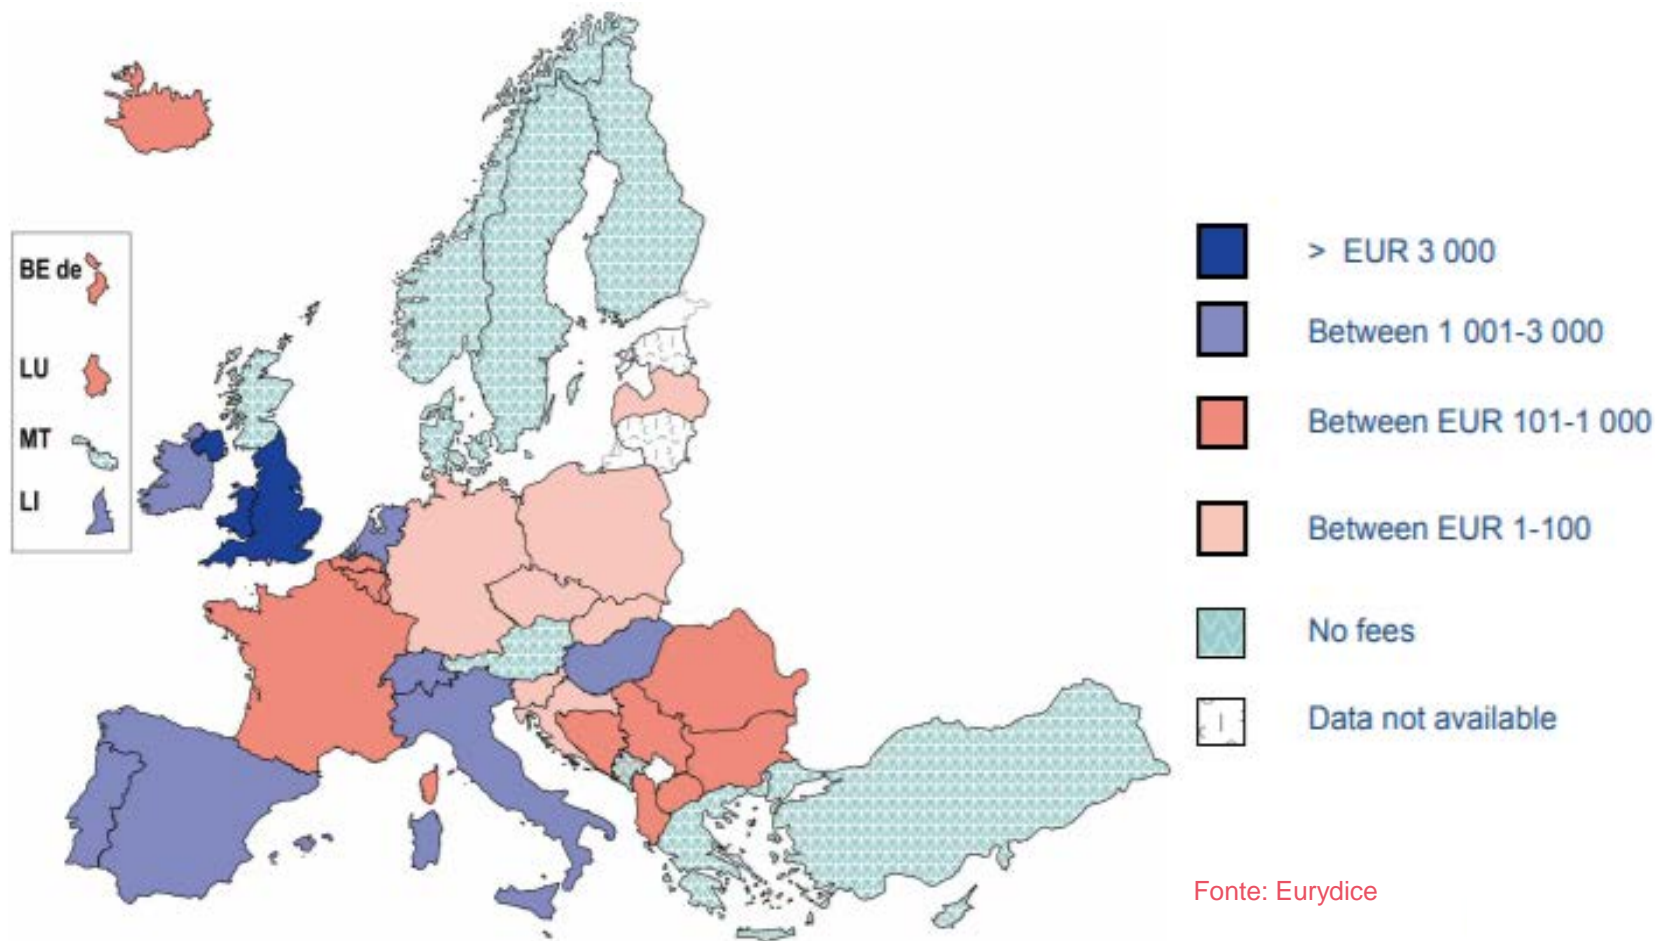 BE de
LU
MT
LI
> EUR 3 000
Between 1 001-3 000
Between EUR 101-1 000
Between EUR 1-100
No fees
Data not available
Fonte: Eurydice